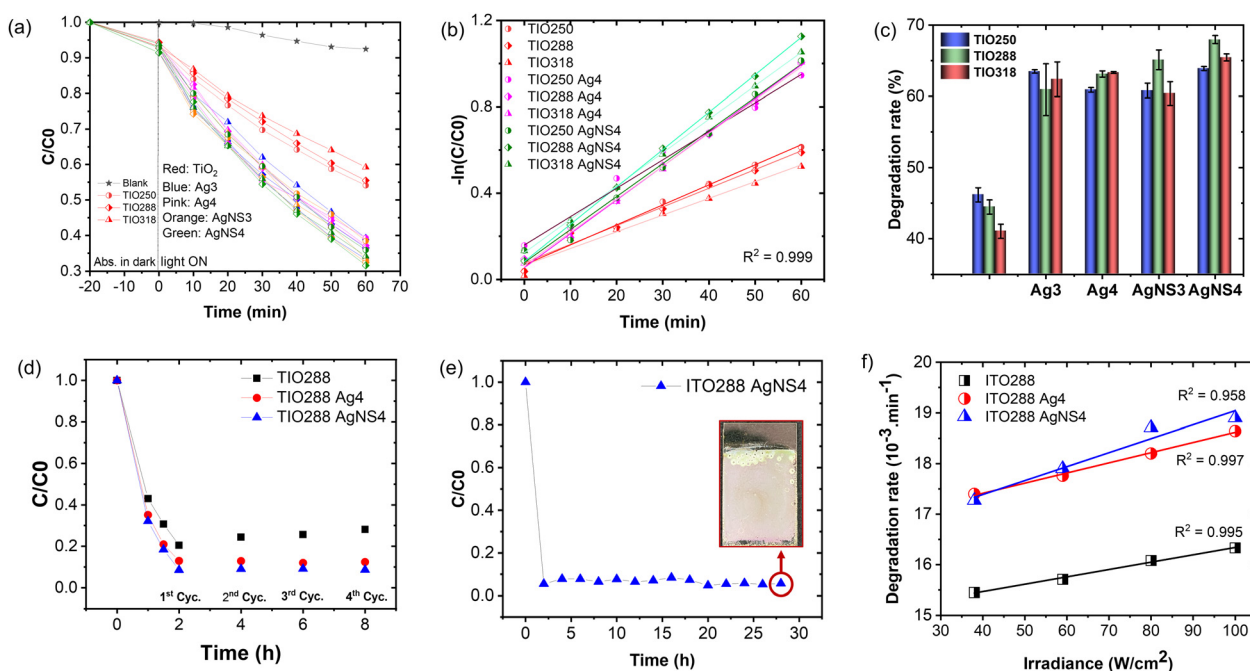 (a)
1.0
0.9
0.8
0.7
0.6
0.5
0.4
0.3
C/C0
Blank
TIO250
TIO288
TIO318
Red: TiO₂
Blue: Ag3
Pink: Ag4
Orange: AgNS3
Green: AgNS4
Abs. in dark
light ON
-20 -10 0 10 20 30 40 50 60 70
Time (min)
(b)
1.2
0.8
0.4
0.0
-ln(C/C0)
TIO250
TIO288
TIO318
TIO250 Ag4
TIO288 Ag4
TIO318 Ag4
TIO250 AgNS4
TIO288 AgNS4
TIO318 AgNS4
R² = 0.999
0 10 20 30 40 50 60
Time (min)
(c)
70
60
50
40
Degradation rate (%)
TIO250
TIO288
TIO318
Ag3 Ag4 AgNS3 AgNS4
(d)
1.0
0.8
0.6
0.4
0.2
0.0
C/C0
TIO288
TIO288 Ag4
TIO288 AgNS4
1st Cyc. 2nd Cyc. 3rd Cyc. 4th Cyc.
0 2 4 6 8
Time (h)
(e)
1.0
0.8
0.6
0.4
0.2
0.0
C/C0
ITO288 AgNS4
0 5 10 15 20 25 30
Time (h)
f)
20
19
18
17
16
15
Degradation rate (10⁻³.min⁻¹)
ITO288
ITO288 Ag4
ITO288 AgNS4
R² = 0.958
R² = 0.997
R² = 0.995
30 40 50 60 70 80 90 100
Irradiance (W/cm²)